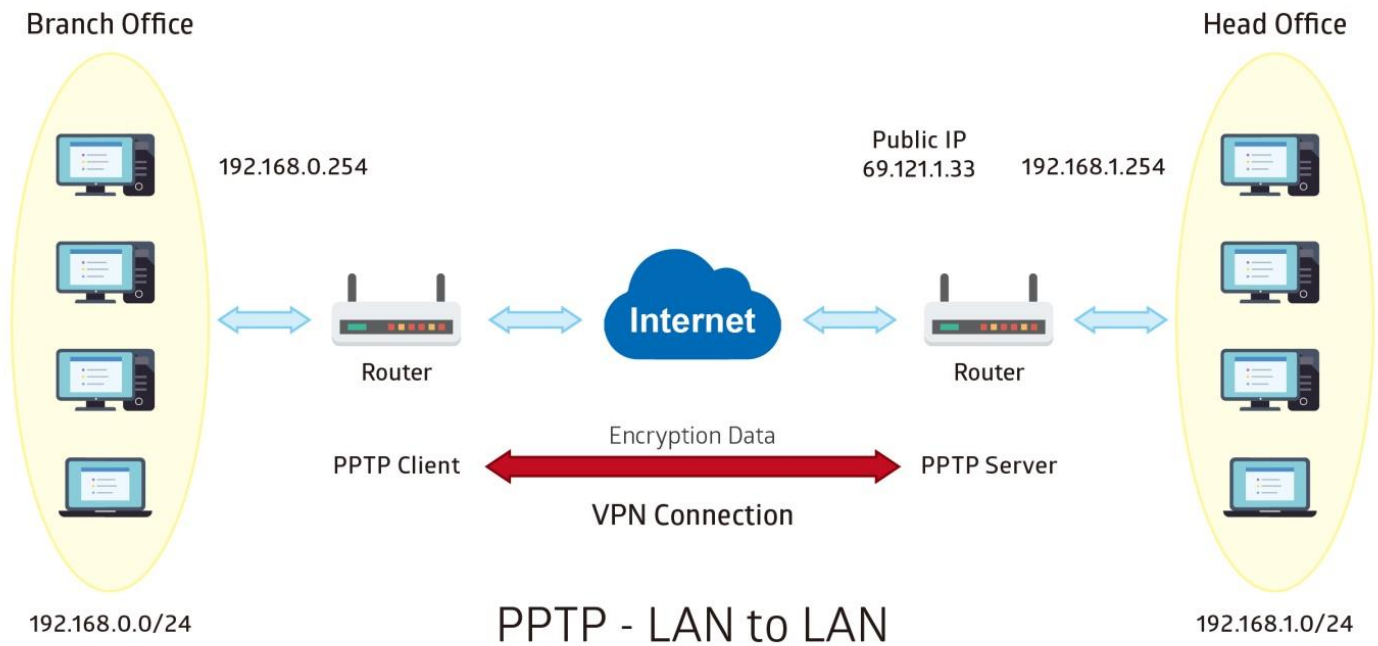 Branch Office
Head Office
192.168.0.254
Public IP
69.121.1.33
192.168.1.254
Internet
Router
Router
Encryption Data
PPTP Client
PPTP Server
VPN Connection
192.168.0.0/24
PPTP - LAN to LAN
192.168.1.0/24